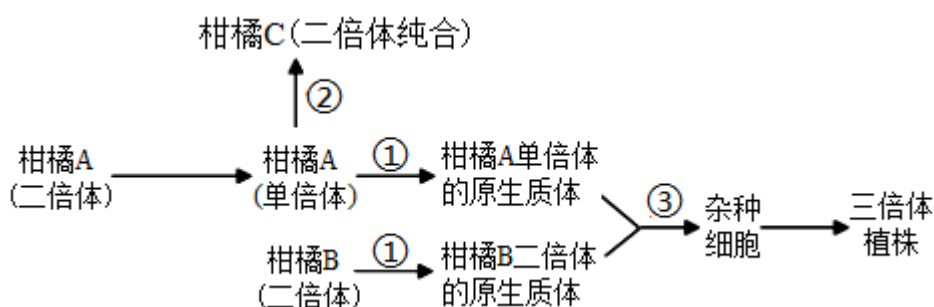 柑橘C(二倍体纯合)
②
柑橘A
(二倍体)
柑橘A
(单倍体)
①
柑橘A单倍体
的原生质体
③
杂种
细胞
三倍体
植株
柑橘B
(二倍体)
①
柑橘B二倍体
的原生质体